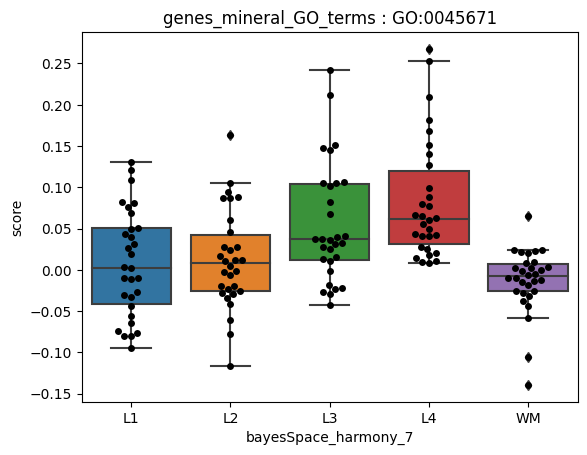 genes_mineral_GO_terms : GO:0045671
score
0.25
0.20
0.15
0.10
0.05
0.00
−0.05
−0.10
−0.15
L1 L2 L3 L4 WM
bayesSpace_harmony_7